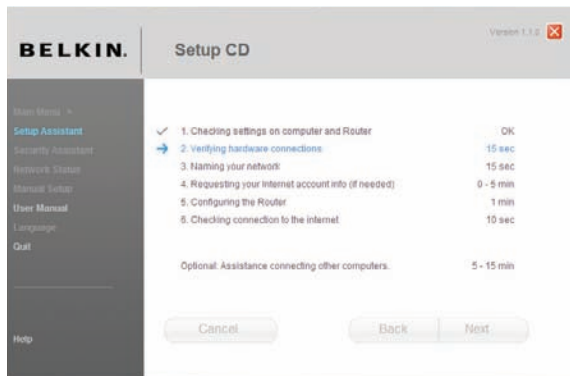 BELKIN.
Setup CD
Version 1.1.0
Main Menu >
Setup Assistant
Security Assistant
Network Status
Manual Setup
User Manual
Language
Quit
Help
1. Checking settings on computer and Router OK
2. Verifying hardware connections 15 sec
3. Naming your network 15 sec
4. Requesting your Internet account info (if needed) 0 - 5 min
5. Configuring the Router 1 min
6. Checking connection to the internet 10 sec
Optional: Assistance connecting other computers. 5 - 15 min
Cancel
Back
Next